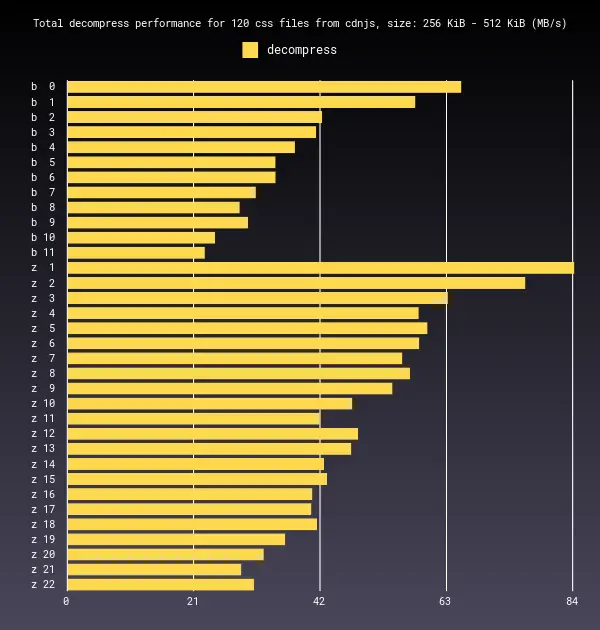 Total decompress performance for 120 css files from cdnjs, size: 256 KiB - 512 KiB (MB/s)
decompress
b 0
b 1
b 2
b 3
b 4
b 5
b 6
b 7
b 8
b 9
b 10
b 11
z 1
z 2
z 3
z 4
z 5
z 6
z 7
z 8
z 9
z 10
z 11
z 12
z 13
z 14
z 15
z 16
z 17
z 18
z 19
z 20
z 21
z 22
0 21 42 63 84